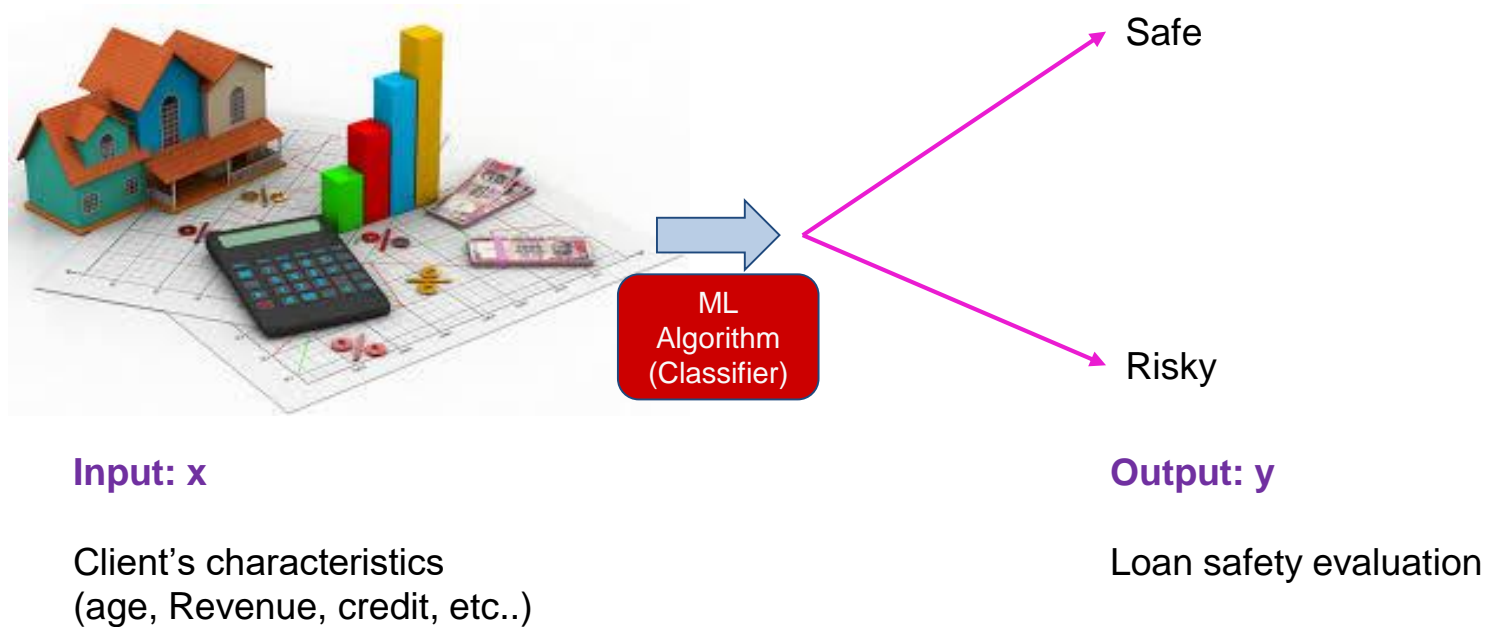 Safe
ML
Algorithm
(Classifier)
Risky
Input: x
Output: y
Client’s characteristics
(age, Revenue, credit, etc..)
Loan safety evaluation